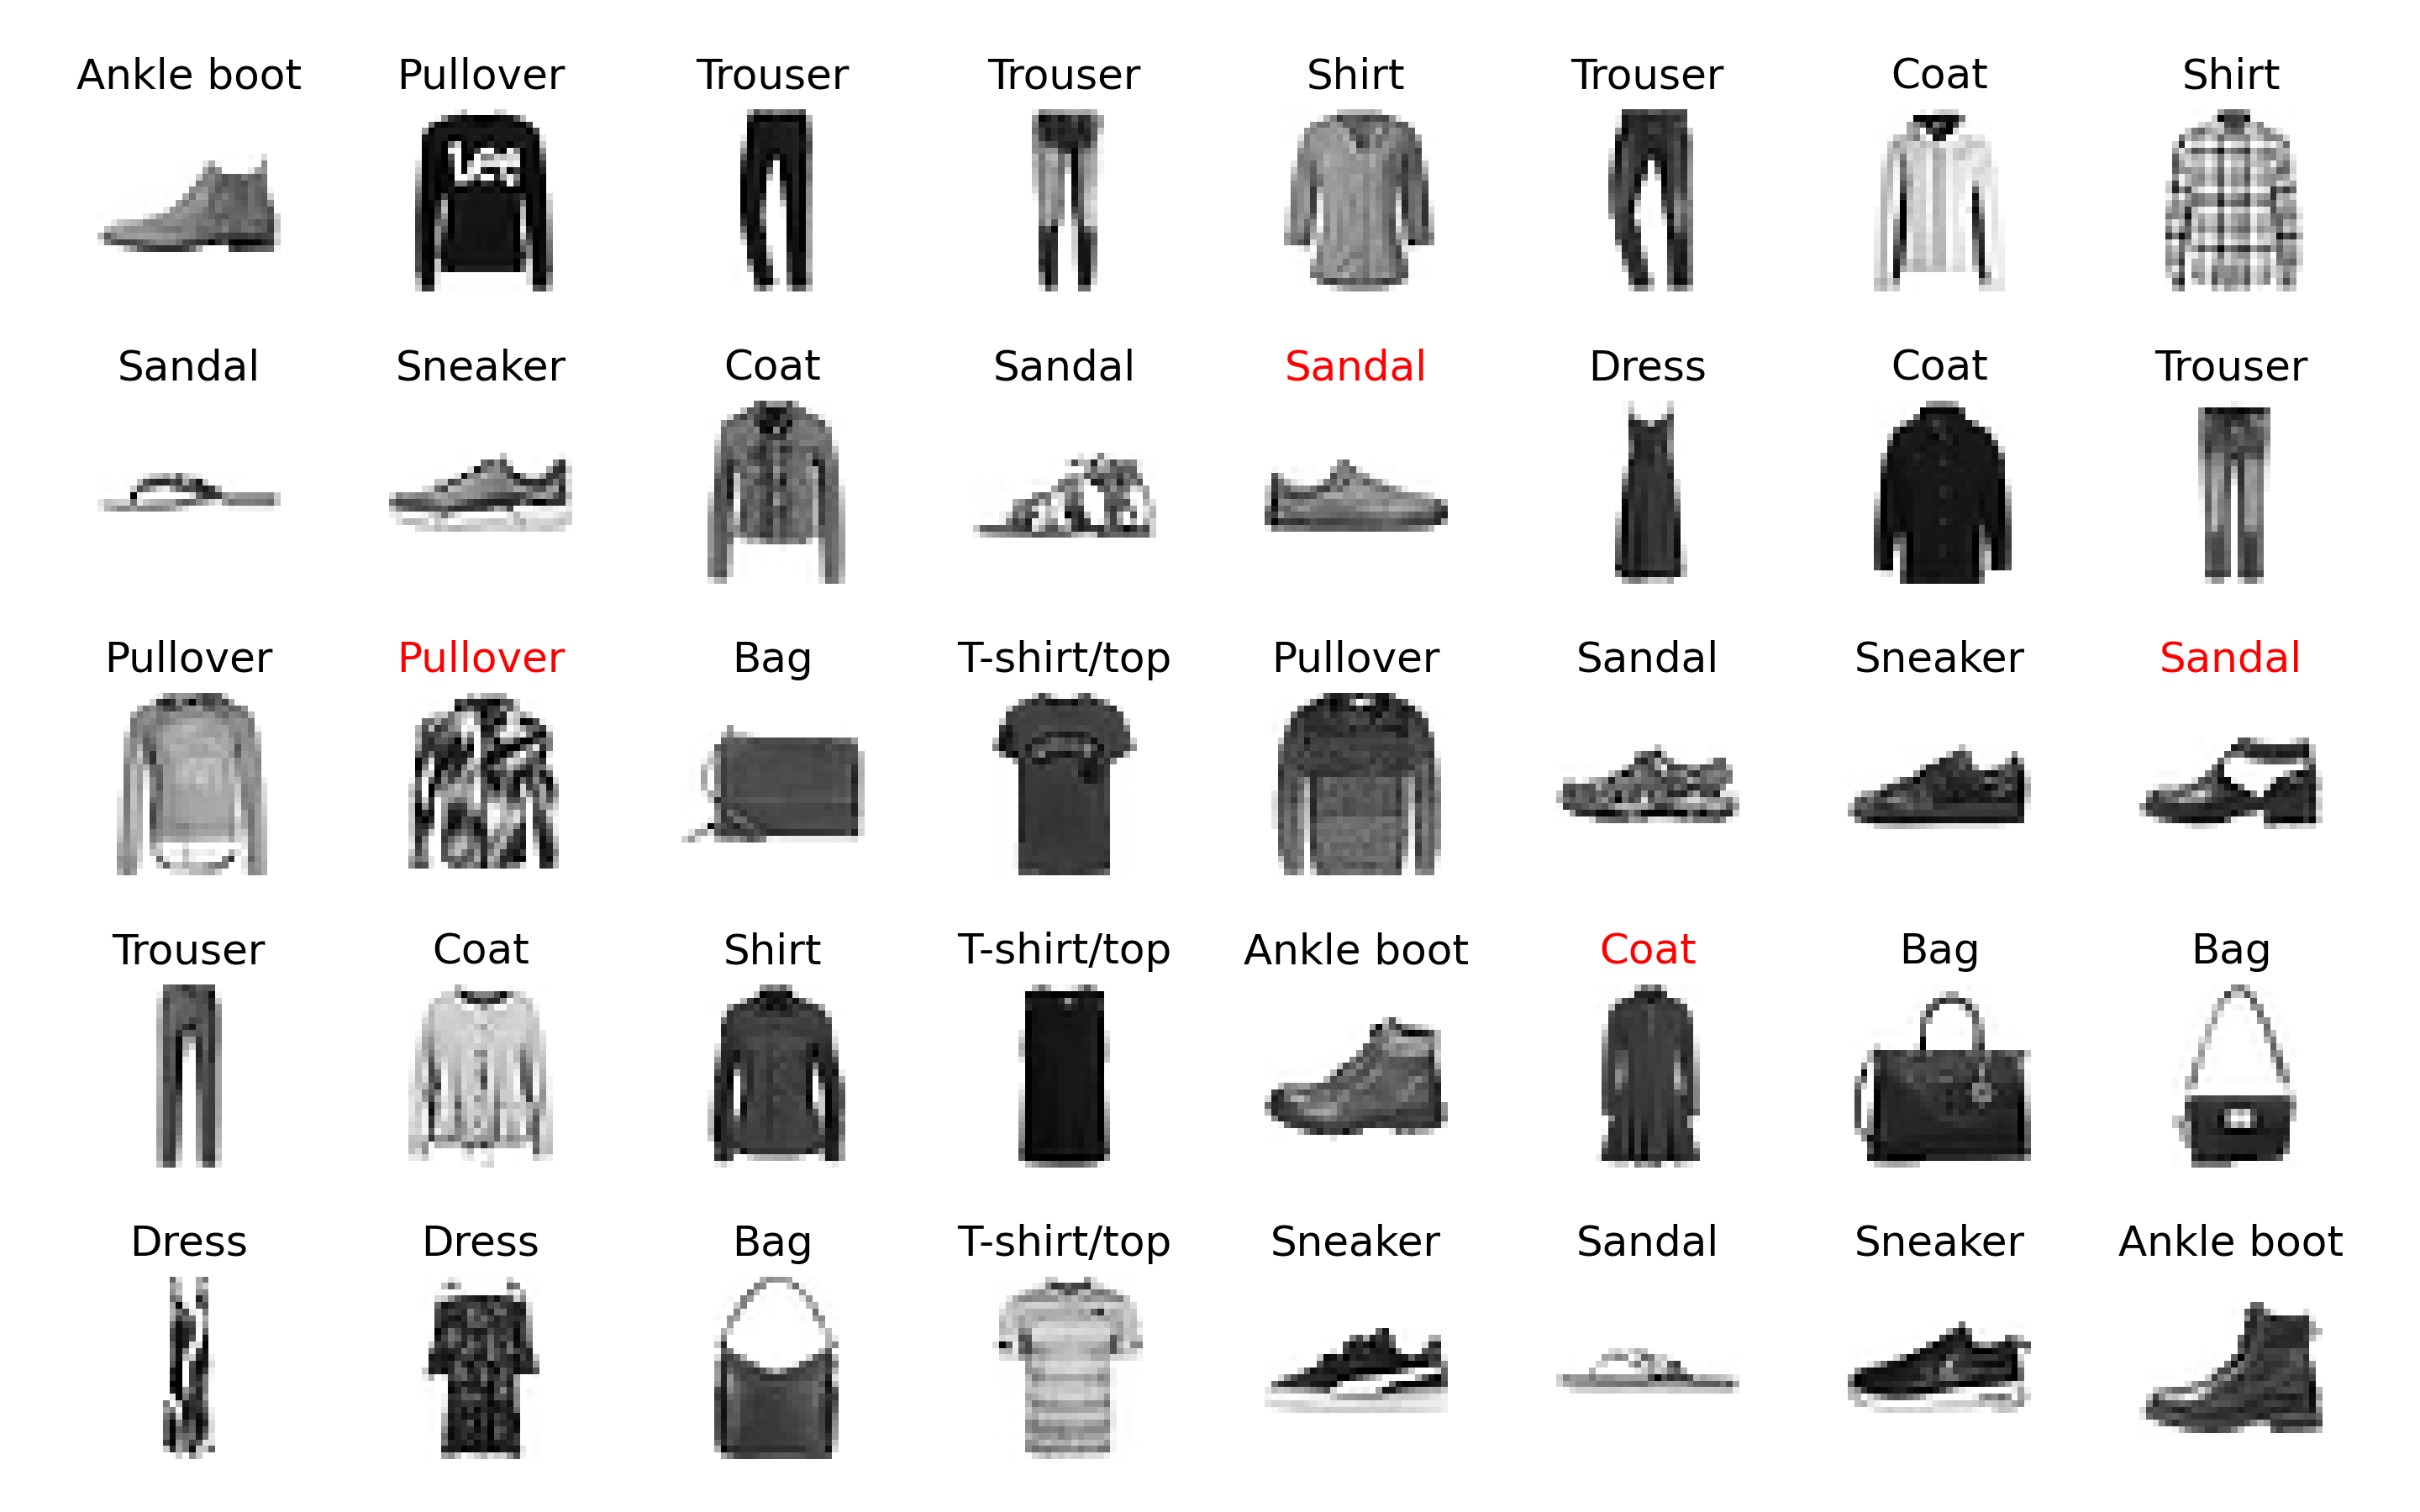 Ankle boot Pullover Trouser Trouser Shirt Trouser Coat Shirt
Lee
Sandal Sneaker Coat Sandal Sandal Dress Coat Trouser
Pullover Pullover Bag T-shirt/top Pullover Sandal Sneaker Sandal
Trouser Coat Shirt T-shirt/top Ankle boot Coat Bag Bag
Dress Dress Bag T-shirt/top Sneaker Sandal Sneaker Ankle boot